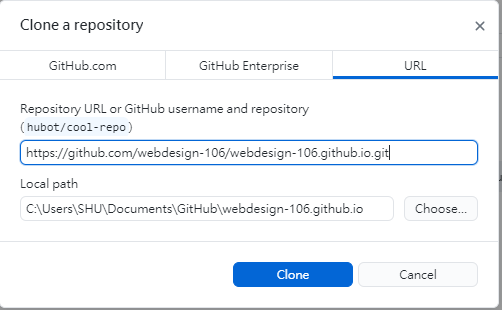 Clone a repository
GitHub.com GitHub Enterprise URL
Repository URL or GitHub username and repository
(hubot/cool-repo)
https://github.com/webdesign-106/webdesign-106.github.io.git
Local path
C:\Users\SHU\Documents\GitHub\webdesign-106.github.io Choose...
Clone Cancel